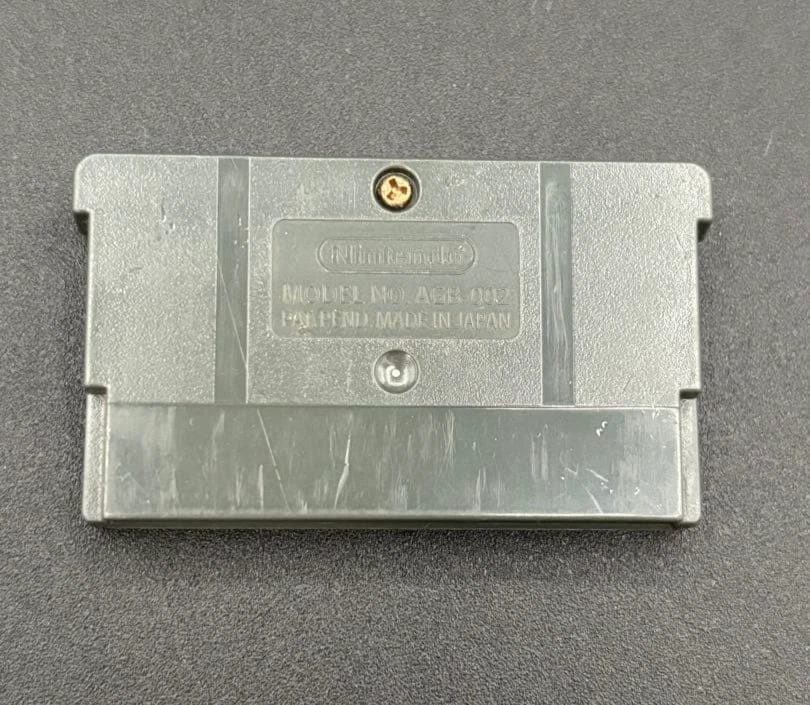 Nintendo
MODEL NO. AGB-002
PAT. PEND. MADE IN JAPAN